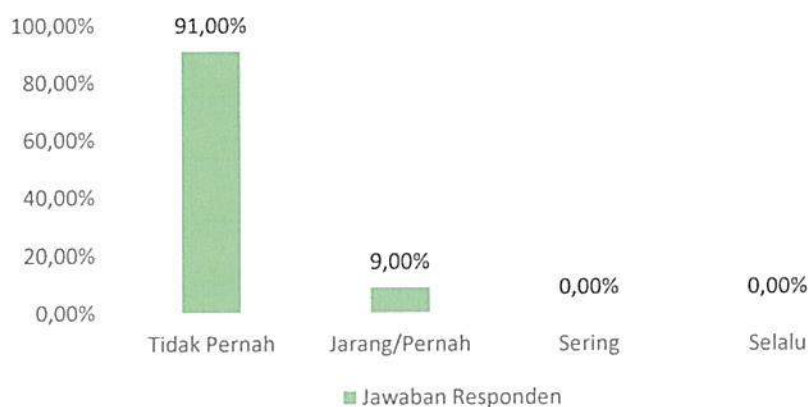 100,00%
91,00%
80,00%
60,00%
40,00%
20,00%
9,00%
0,00%
0,00%
0,00%
Tidak Pernah
Jarang/Pernah
Sering
Selalu
Jawaban Responden